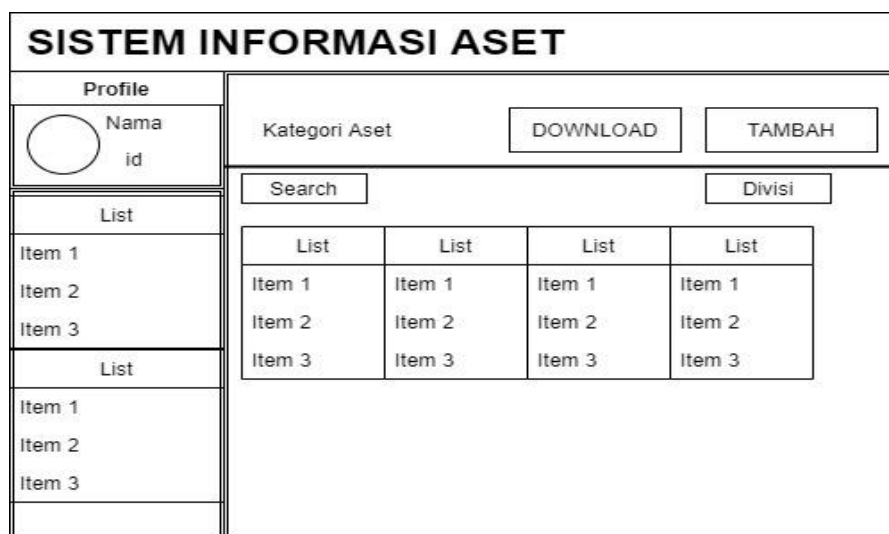 SISTEM INFORMASI ASET
Profile
Nama
id
List
Item 1
Item 2
Item 3
List
Item 1
Item 2
Item 3
Kategori Aset DOWNLOAD TAMBAH
Search Divisi
List List List List
Item 1 Item 1 Item 1 Item 1
Item 2 Item 2 Item 2 Item 2
Item 3 Item 3 Item 3 Item 3